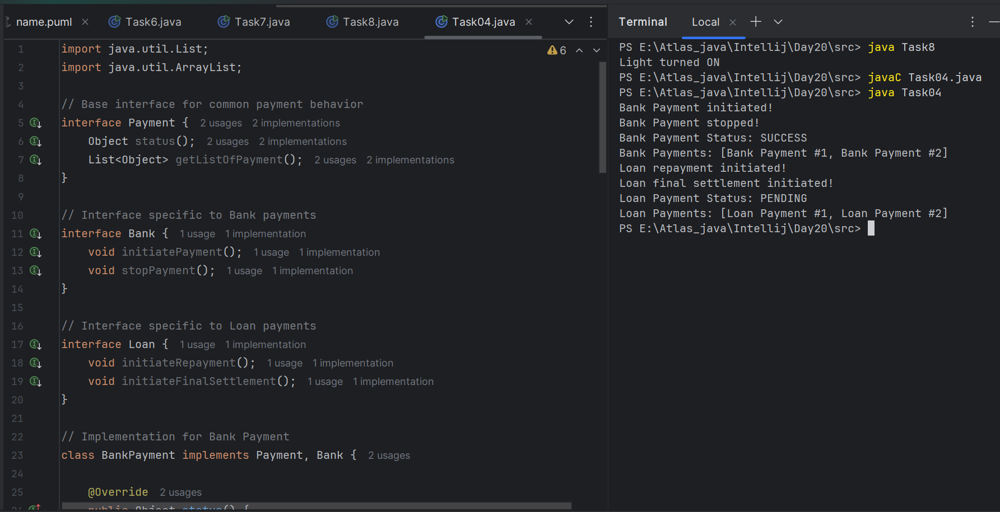 name.puml
Task6.java
Task7.java
Task8.java
Task04.java
6
1 import java.util.List;
2 import java.util.ArrayList;
3
4 // Base interface for common payment behavior
5 interface Payment { 2 usages 2 implementations
6 Object status(); 2 usages 2 implementations
7 List<Object> getListOfPayment(); 2 usages 2 implementations
8 }
9
10 // Interface specific to Bank payments
11 interface Bank { 1 usage 1 implementation
12 void initiatePayment(); 1 usage 1 implementation
13 void stopPayment(); 1 usage 1 implementation
14 }
15
16 // Interface specific to Loan payments
17 interface Loan { 1 usage 1 implementation
18 void initiateRepayment(); 1 usage 1 implementation
19 void initiateFinalSettlement(); 1 usage 1 implementation
20 }
21
22 // Implementation for Bank Payment
23 class BankPayment implements Payment, Bank { 2 usages
24
25 @Override 2 usages
public Object status() {
Terminal Local
PS E:\Atlas_java\Intellij\Day20\src> java Task8
Light turned ON
PS E:\Atlas_java\Intellij\Day20\src> javaC Task04.java
PS E:\Atlas_java\Intellij\Day20\src> java Task04
Bank Payment initiated!
Bank Payment stopped!
Bank Payment Status: SUCCESS
Bank Payments: [Bank Payment #1, Bank Payment #2]
Loan repayment initiated!
Loan final settlement initiated!
Loan Payment Status: PENDING
Loan Payments: [Loan Payment #1, Loan Payment #2]
PS E:\Atlas_java\Intellij\Day20\src>